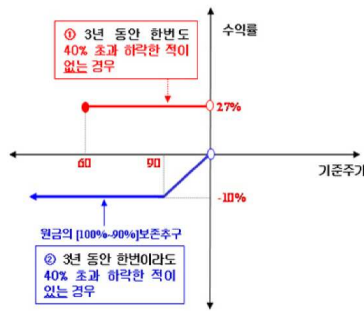 ① 3년 동안 한번도
40% 초과 하락한 적이
없는 경우
수익률
27%
60
90
기준주가
-10%
원금의 [100%~90%]보존추구
② 3년 동안 한번이라도
40% 초과 하락한 적이
있는 경우